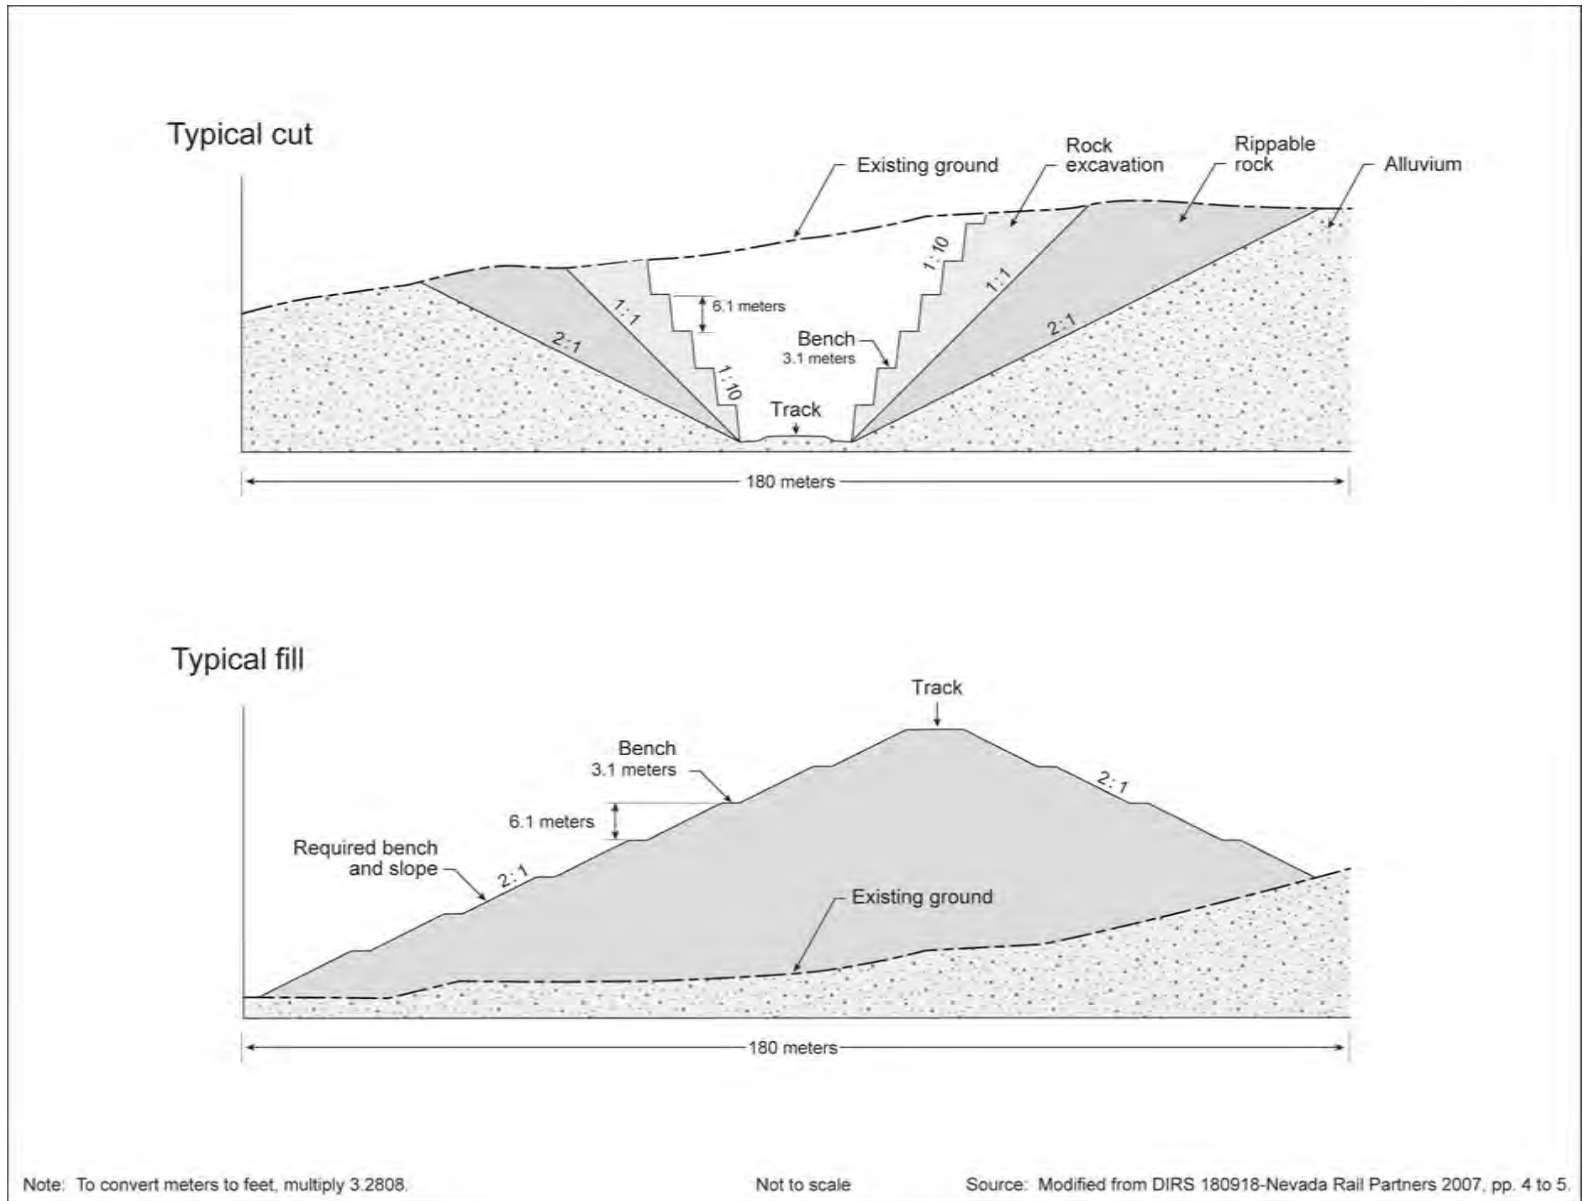 Typical cut
Existing ground
Rock
excavation
Rippable
rock
Alluvium
1:10
1:1
2:1
6.1 meters
1:10
Bench
3.1 meters
Track
1:10
1:1
2:1
180 meters
Typical fill
Track
Bench
3.1 meters
6.1 meters
2:1
Required bench
and slope
2:1
Existing ground
180 meters
Note: To convert meters to feet, multiply 3.2808.
Not to scale
Source: Modified from DIRS 180918-Nevada Rail Partners 2007, pp. 4 to 5.